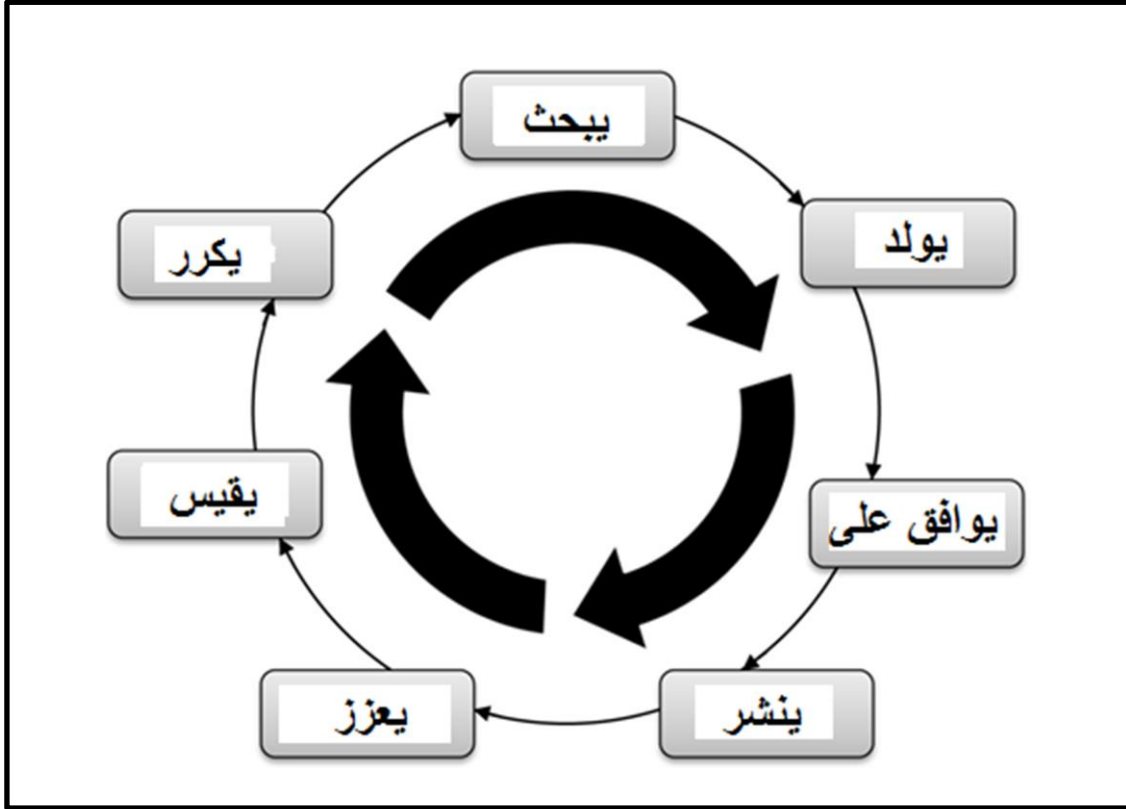 يبحث
يولد
يوافق على
ينشر
يعزز
يقيس
يكرر